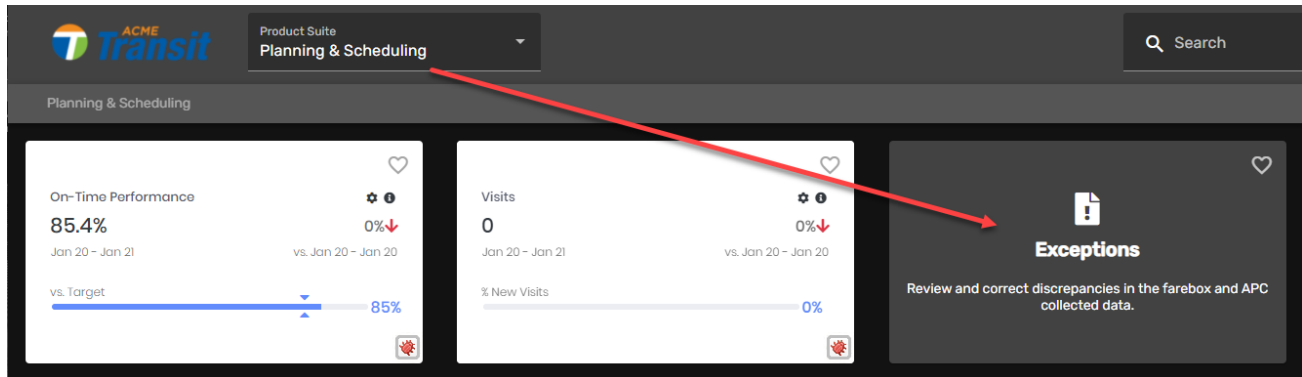 ACME
Transit
Product Suite
Planning & Scheduling
Search
Planning & Scheduling
On-Time Performance
85.4%
0%
Jan 20 - Jan 21
vs. Jan 20 - Jan 20
vs. Target
85%
Visits
0
0%
Jan 20 - Jan 21
vs. Jan 20 - Jan 20
% New Visits
0%
Exceptions
Review and correct discrepancies in the farebox and APC
collected data.